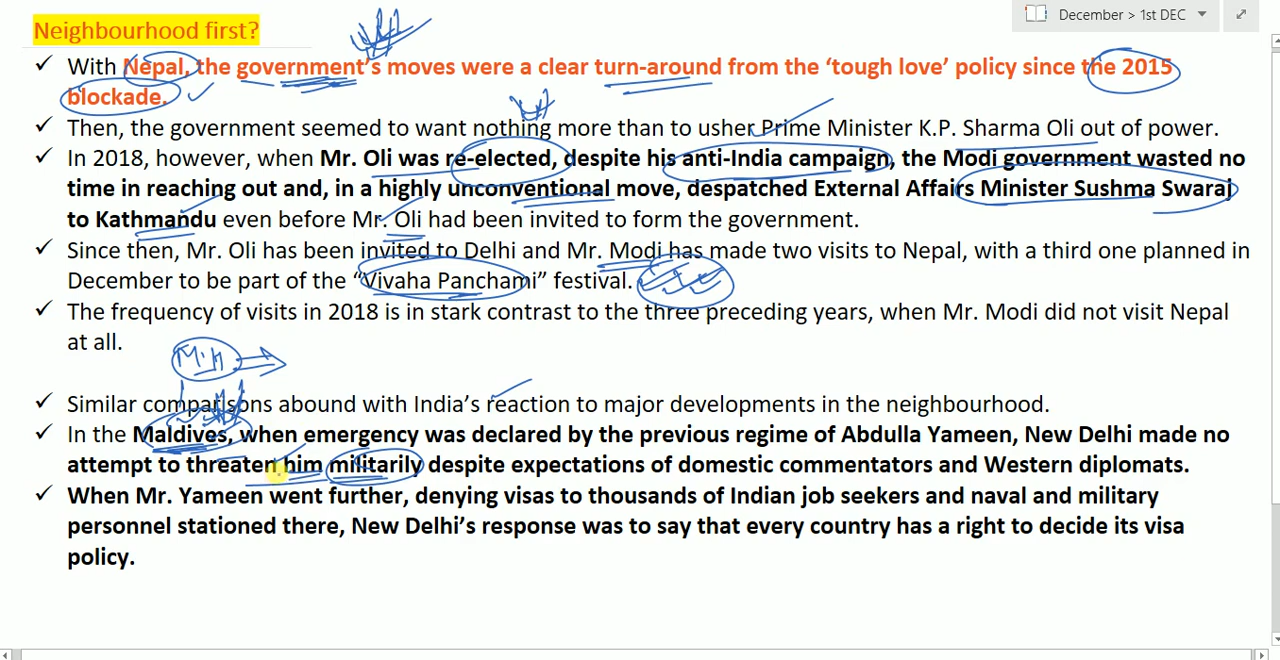 December > 1st DEC
Neighbourhood first?
✓ With Nepal, the government's moves were a clear turn-around from the 'tough love' policy since the 2015
blockade.
✓ Then, the government seemed to want nothing more than to usher Prime Minister K.P. Sharma Oli out of power.
✓ In 2018, however, when Mr. Oli was re-elected, despite his anti-India campaign, the Modi government wasted no
time in reaching out and, in a highly unconventional move, despatched External Affairs Minister Sushma Swaraj
to Kathmandu even before Mr. Oli had been invited to form the government.
✓ Since then, Mr. Oli has been invited to Delhi and Mr. Modi has made two visits to Nepal, with a third one planned in
December to be part of the "Vivaha Panchami" festival.
✓ The frequency of visits in 2018 is in stark contrast to the three preceding years, when Mr. Modi did not visit Nepal
at all.
✓ Similar comparisons abound with India's reaction to major developments in the neighbourhood.
✓ In the Maldives, when emergency was declared by the previous regime of Abdulla Yameen, New Delhi made no
attempt to threaten him militarily despite expectations of domestic commentators and Western diplomats.
✓ When Mr. Yameen went further, denying visas to thousands of Indian job seekers and naval and military
personnel stationed there, New Delhi's response was to say that every country has a right to decide its visa
policy.